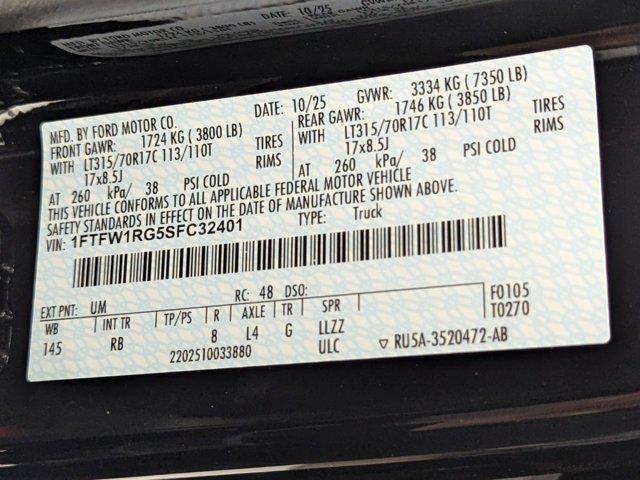 MFD. BY FORD MOTOR CO.
DATE: 10/25 GVWR: 3334 KG ( 7350 LB)
FRONT GAWR: 1724 KG ( 3800 LB) REAR GAWR: 1746 KG ( 3850 LB)
WITH LT315/70R17C 113/110T TIRES WITH LT315/70R17C 113/110T TIRES
17x8.5J RIMS 17x8.5J RIMS
AT 260 kPa/ 38 PSI COLD AT 260 kPa/ 38 PSI COLD
THIS VEHICLE CONFORMS TO ALL APPLICABLE FEDERAL MOTOR VEHICLE
SAFETY STANDARDS IN EFFECT ON THE DATE OF MANUFACTURE SHOWN ABOVE.
VIN: 1FTFW1RG5SFC32401 TYPE: Truck
EXT PNT: UM RC: 48 DSO: F0105
WB INT TR TP/PS R AXLE TR SPR T0270
145 RB 8 L4 G LLZZ
2202510033880 ULC ▽ RU5A-3520472-AB
DATE: 10/25